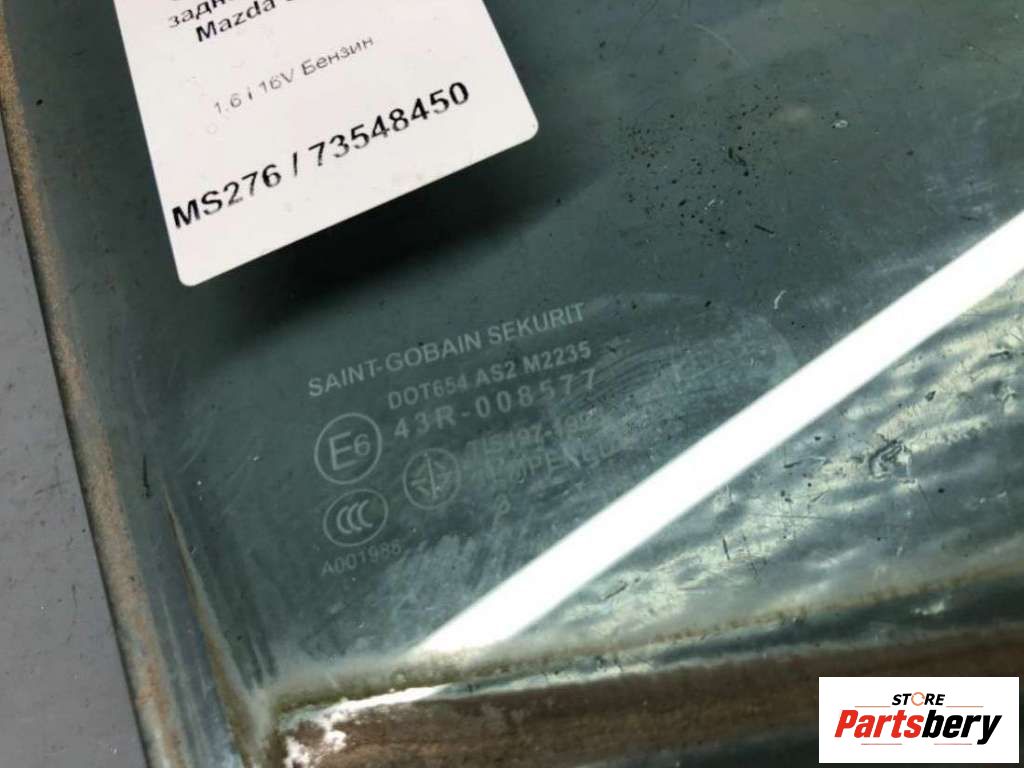 Mazda
1.6 i 16V Бензин
MS276 / 73548450
SAINT-GOBAIN SEKURIT
DOT654 AS2 M2235
43R-008577
E6
CCC
A001988
STORE
Partsbery